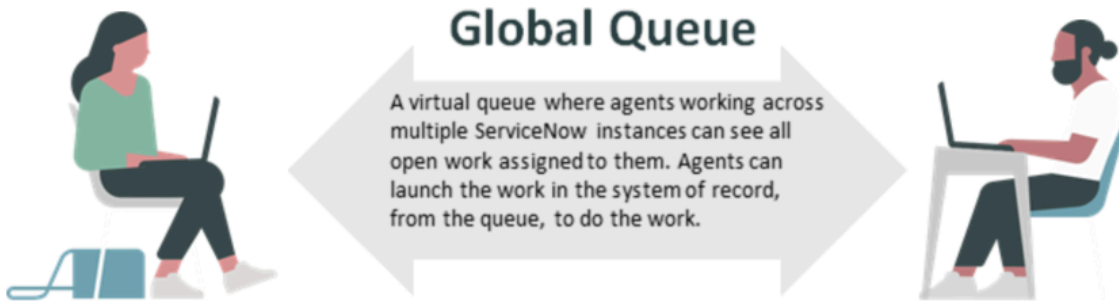 Global Queue
A virtual queue where agents working across
multiple ServiceNow instances can see all
open work assigned to them. Agents can
launch the work in the system of record,
from the queue, to do the work.